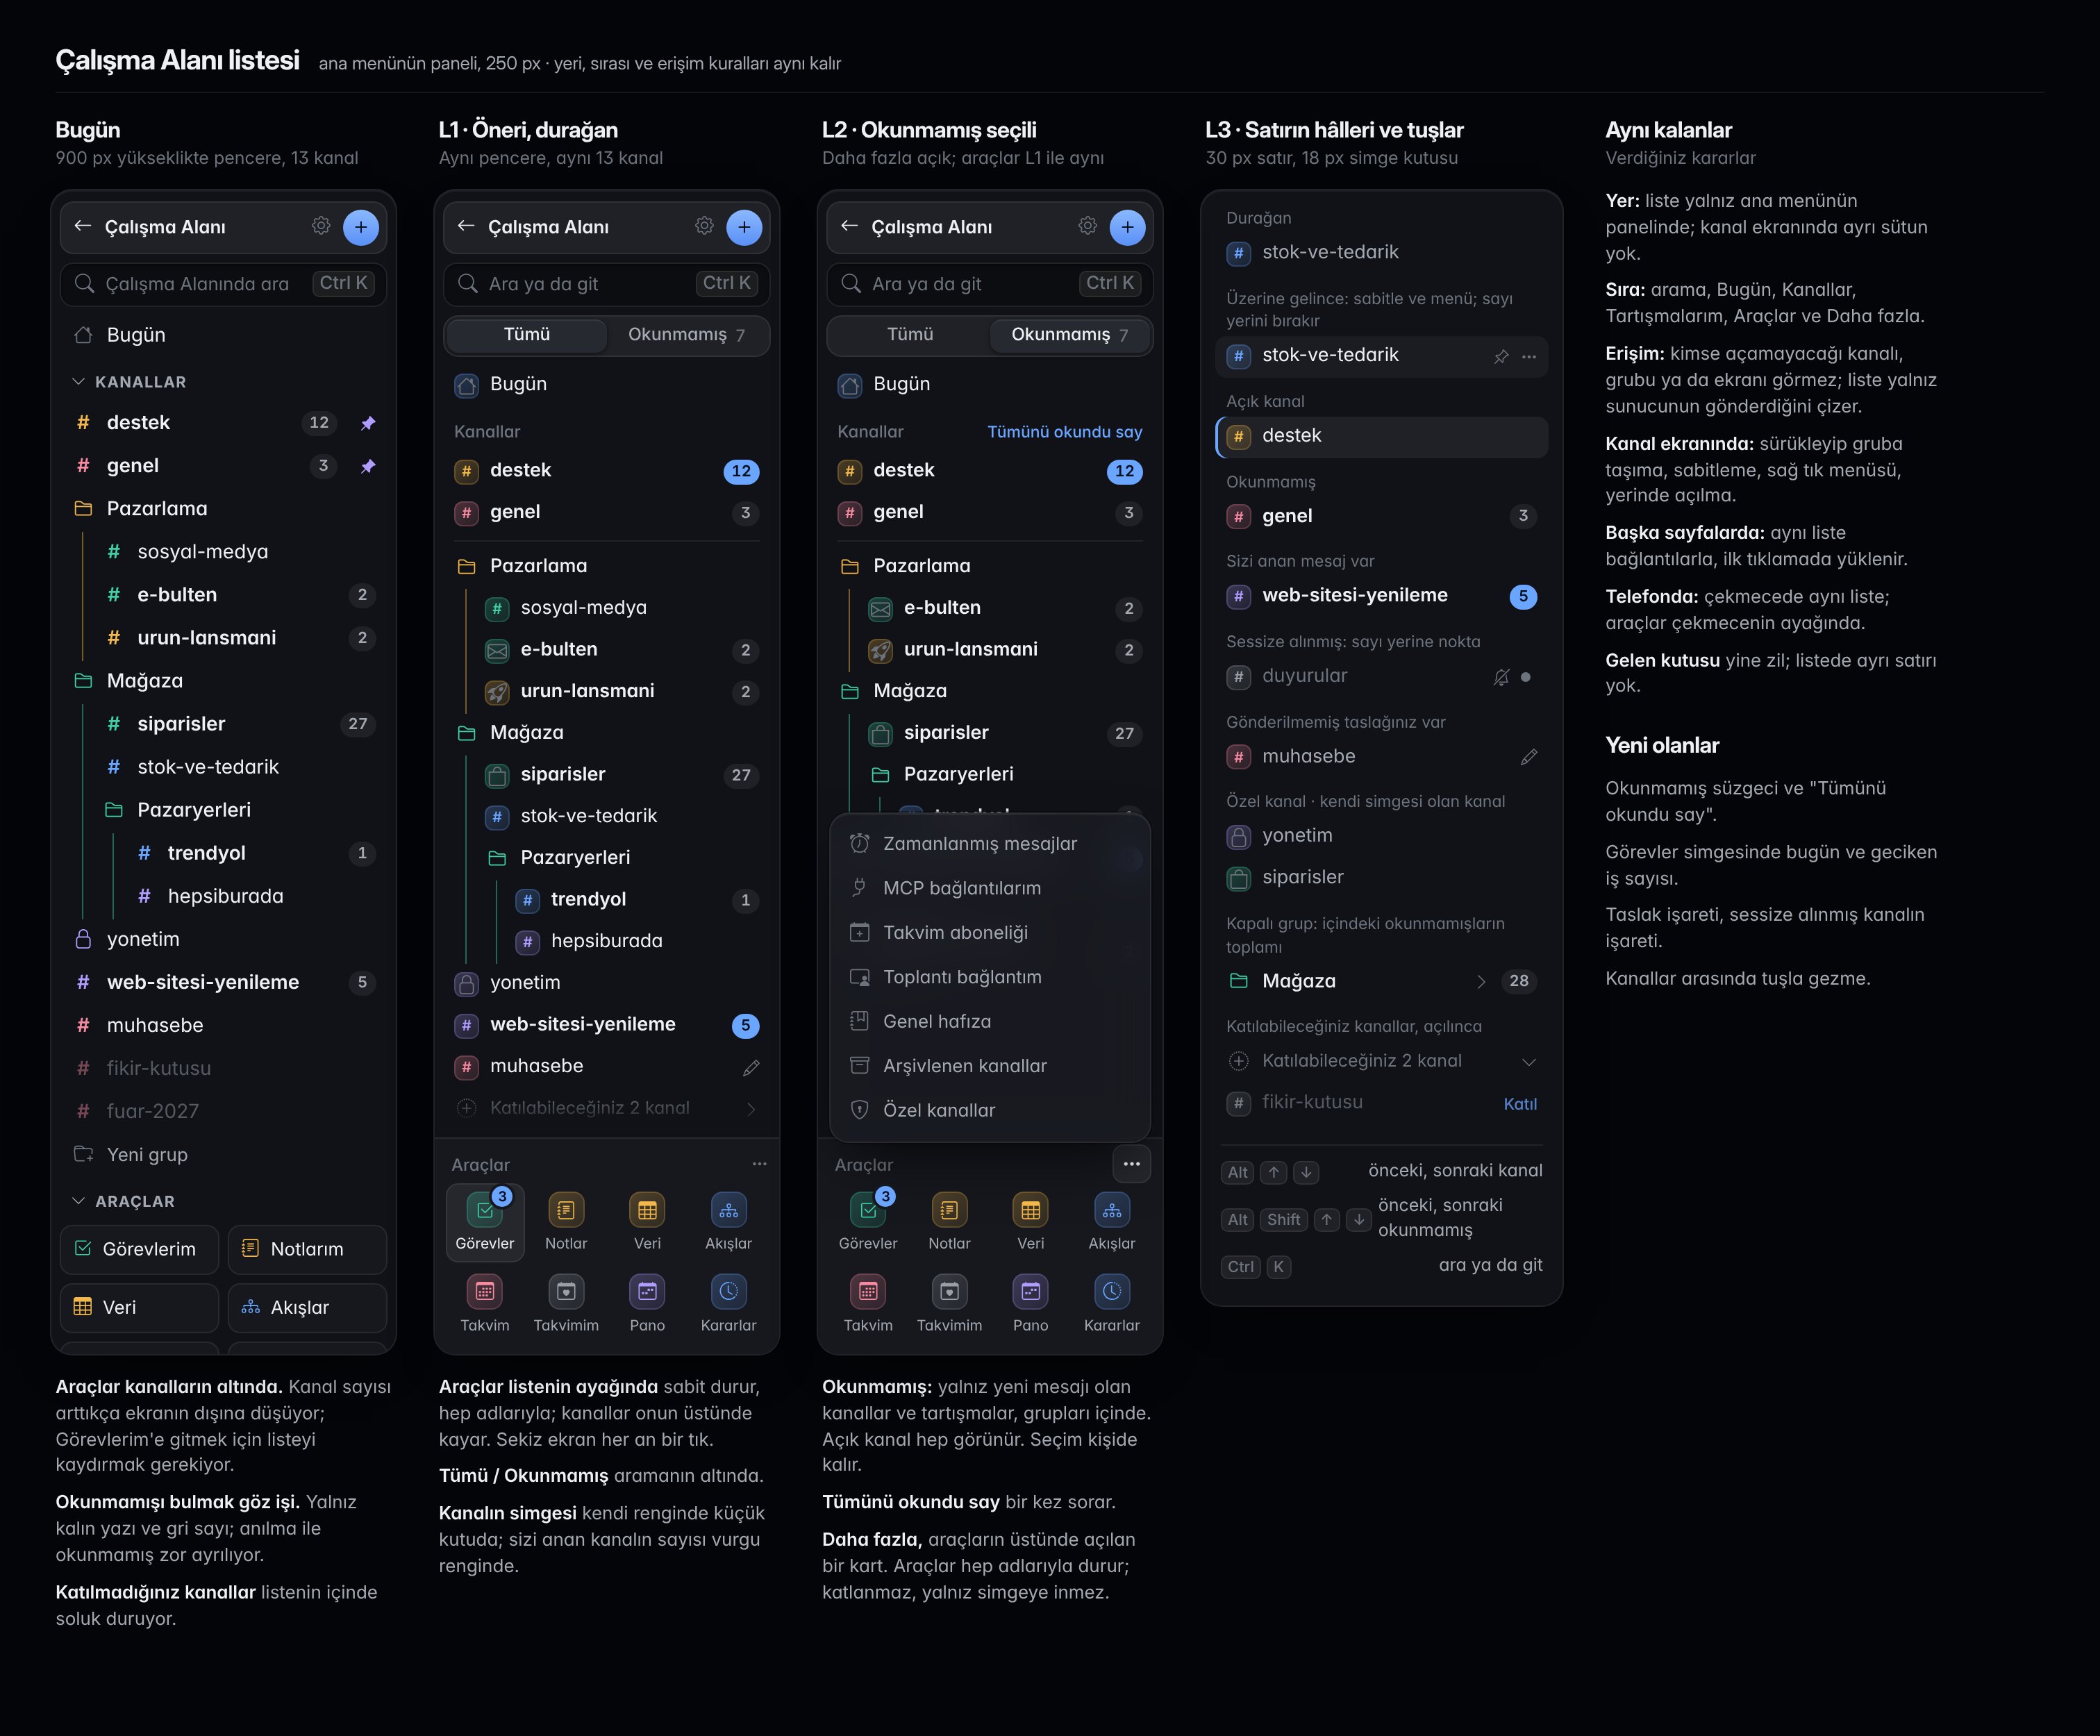 Çalışma Alanı listesi ana menünün paneli, 250 px · yeri, sırası ve erişim kuralları aynı kalır
Bugün
900 px yükseklikte pencere, 13 kanal
Çalışma Alanı
Çalışma Alanında ara Ctrl K
Bugün
KANALLAR
destek 12
genel 3
Pazarlama
sosyal-medya
e-bulten 2
urun-lansmani 2
Mağaza
siparisler 27
stok-ve-tedarik
Pazaryerleri
trendyol 1
hepsiburada
yonetim
web-sitesi-yenileme 5
muhasebe
fikir-kutusu
fuar-2027
Yeni grup
ARAÇLAR
Görevlerim Notlarım
Veri Akışlar
Araçlar kanalların altında. Kanal sayısı
arttıkça ekranın dışına düşüyor;
Görevlerim'e gitmek için listeyi
kaydırmak gerekiyor.
Okunmamışı bulmak göz işi. Yalnız
kalın yazı ve gri sayı; anılma ile
okunmamış zor ayrılıyor.
Katılmadığınız kanallar listenin içinde
soluk duruyor.
L1 · Öneri, durağan
Aynı pencere, aynı 13 kanal
Çalışma Alanı
Ara ya da git Ctrl K
Tümü Okunmamış 7
Bugün
Kanallar
destek 12
genel 3
Pazarlama
sosyal-medya
e-bulten 2
urun-lansmani 2
Mağaza
siparisler 27
stok-ve-tedarik
Pazaryerleri
trendyol 1
hepsiburada
yonetim
web-sitesi-yenileme 5
muhasebe
Katılabileceğiniz 2 kanal
Araçlar
3
Görevler Notlar Veri Akışlar
Takvim Takvimim Pano Kararlar
Araçlar listenin ayağında sabit durur,
hep adlarıyla; kanallar onun üstünde
kayar. Sekiz ekran her an bir tık.
Tümü / Okunmamış aramanın altında.
Kanalın simgesi kendi renginde küçük
kutuda; sizi anan kanalın sayısı vurgu
renginde.
L2 · Okunmamış seçili
Daha fazla açık; araçlar L1 ile aynı
Çalışma Alanı
Ara ya da git Ctrl K
Tümü Okunmamış 7
Bugün
Kanallar Tümünü okundu say
destek 12
genel 3
Pazarlama
e-bulten 2
urun-lansmani 2
Mağaza
siparisler 27
Pazaryerleri
Zamanlanmış mesajlar
MCP bağlantılarım
Takvim aboneliği
Toplantı bağlantım
Genel hafıza
Arşivlenen kanallar
Özel kanallar
Araçlar
3
Görevler Notlar Veri Akışlar
Takvim Takvimim Pano Kararlar
Okunmamış: yalnız yeni mesajı olan
kanallar ve tartışmalar, grupları içinde.
Açık kanal hep görünür. Seçim kişide
kalır.
Tümünü okundu say bir kez sorar.
Daha fazla, araçların üstünde açılan
bir kart. Araçlar hep adlarıyla durur;
katlanmaz, yalnız simgeye inmez.
L3 · Satırın hâlleri ve tuşlar
30 px satır, 18 px simge kutusu
Durağan
stok-ve-tedarik
Üzerine gelince: sabitle ve menü; sayı
yerini bırakır
stok-ve-tedarik
Açık kanal
destek
Okunmamış
genel 3
Sizi anan mesaj var
web-sitesi-yenileme 5
Sessize alınmış: sayı yerine nokta
duyurular
Gönderilmemiş taslağınız var
muhasebe
Özel kanal · kendi simgesi olan kanal
yonetim
siparisler
Kapalı grup: içindeki okunmamışların
toplamı
Mağaza 28
Katılabileceğiniz kanallar, açılınca
Katılabileceğiniz 2 kanal
fikir-kutusu Katıl
Alt ↑ ↓ önceki, sonraki kanal
Alt Shift ↑ ↓ önceki, sonraki
okunmamış
Ctrl K ara ya da git
Aynı kalanlar
Verdiğiniz kararlar
Yer: liste yalnız ana menünün
panelinde; kanal ekranında ayrı sütun
yok.
Sıra: arama, Bugün, Kanallar,
Tartışmalarım, Araçlar ve Daha fazla.
Erişim: kimse açamayacağı kanalı,
grubu ya da ekranı görmez; liste yalnız
sunucunun gönderdiğini çizer.
Kanal ekranında: sürükleyip gruba
taşıma, sabitleme, sağ tık menüsü,
yerinde açılma.
Başka sayfalarda: aynı liste
bağlantılarla, ilk tıklamada yüklenir.
Telefonda: çekmecede aynı liste;
araçlar çekmecenin ayağında.
Gelen kutusu yine zil; listede ayrı satırı
yok.
Yeni olanlar
Okunmamış süzgeci ve "Tümünü
okundu say".
Görevler simgesinde bugün ve geciken
iş sayısı.
Taslak işareti, sessize alınmış kanalın
işareti.
Kanallar arasında tuşla gezme.